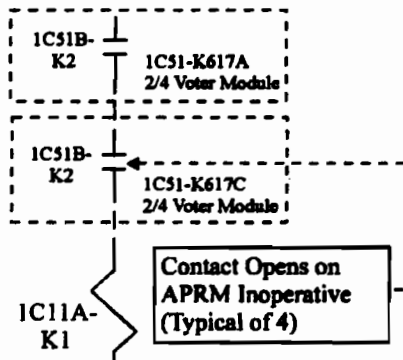 1C51B-
K2
1C51-K617A
2/4 Voter Module
1C51B-
K2
1C51-K617C
2/4 Voter Module
1C11A-
K1
Contact Opens on
APRM Inoperative
(Typical of 4)